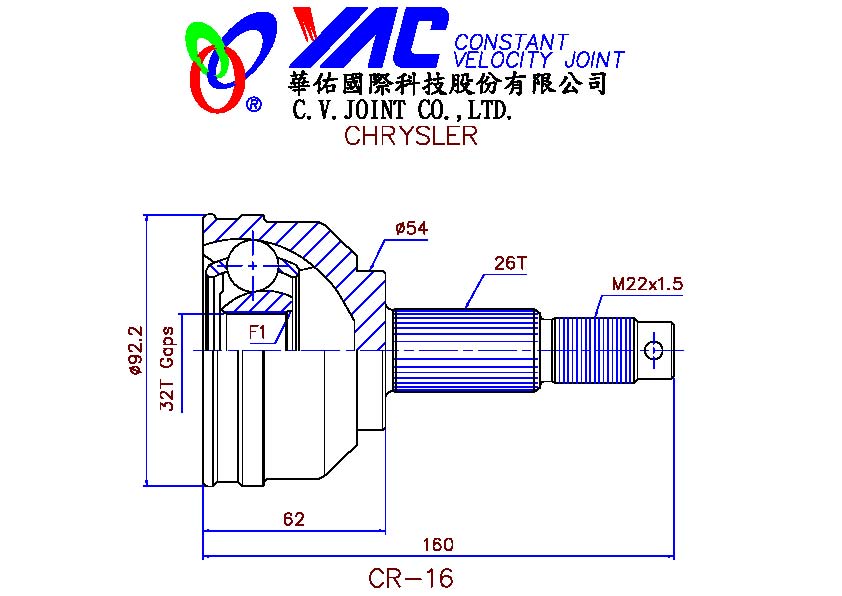 YAC CONSTANT
VELOCITY JOINT
®
華佑國際科技股份有限公司
C.V.JOINT CO.,LTD.
CHRYSLER
ø54
26T
M22x1.5
F1
ø92.2
32T Gaps
62
160
CR-16